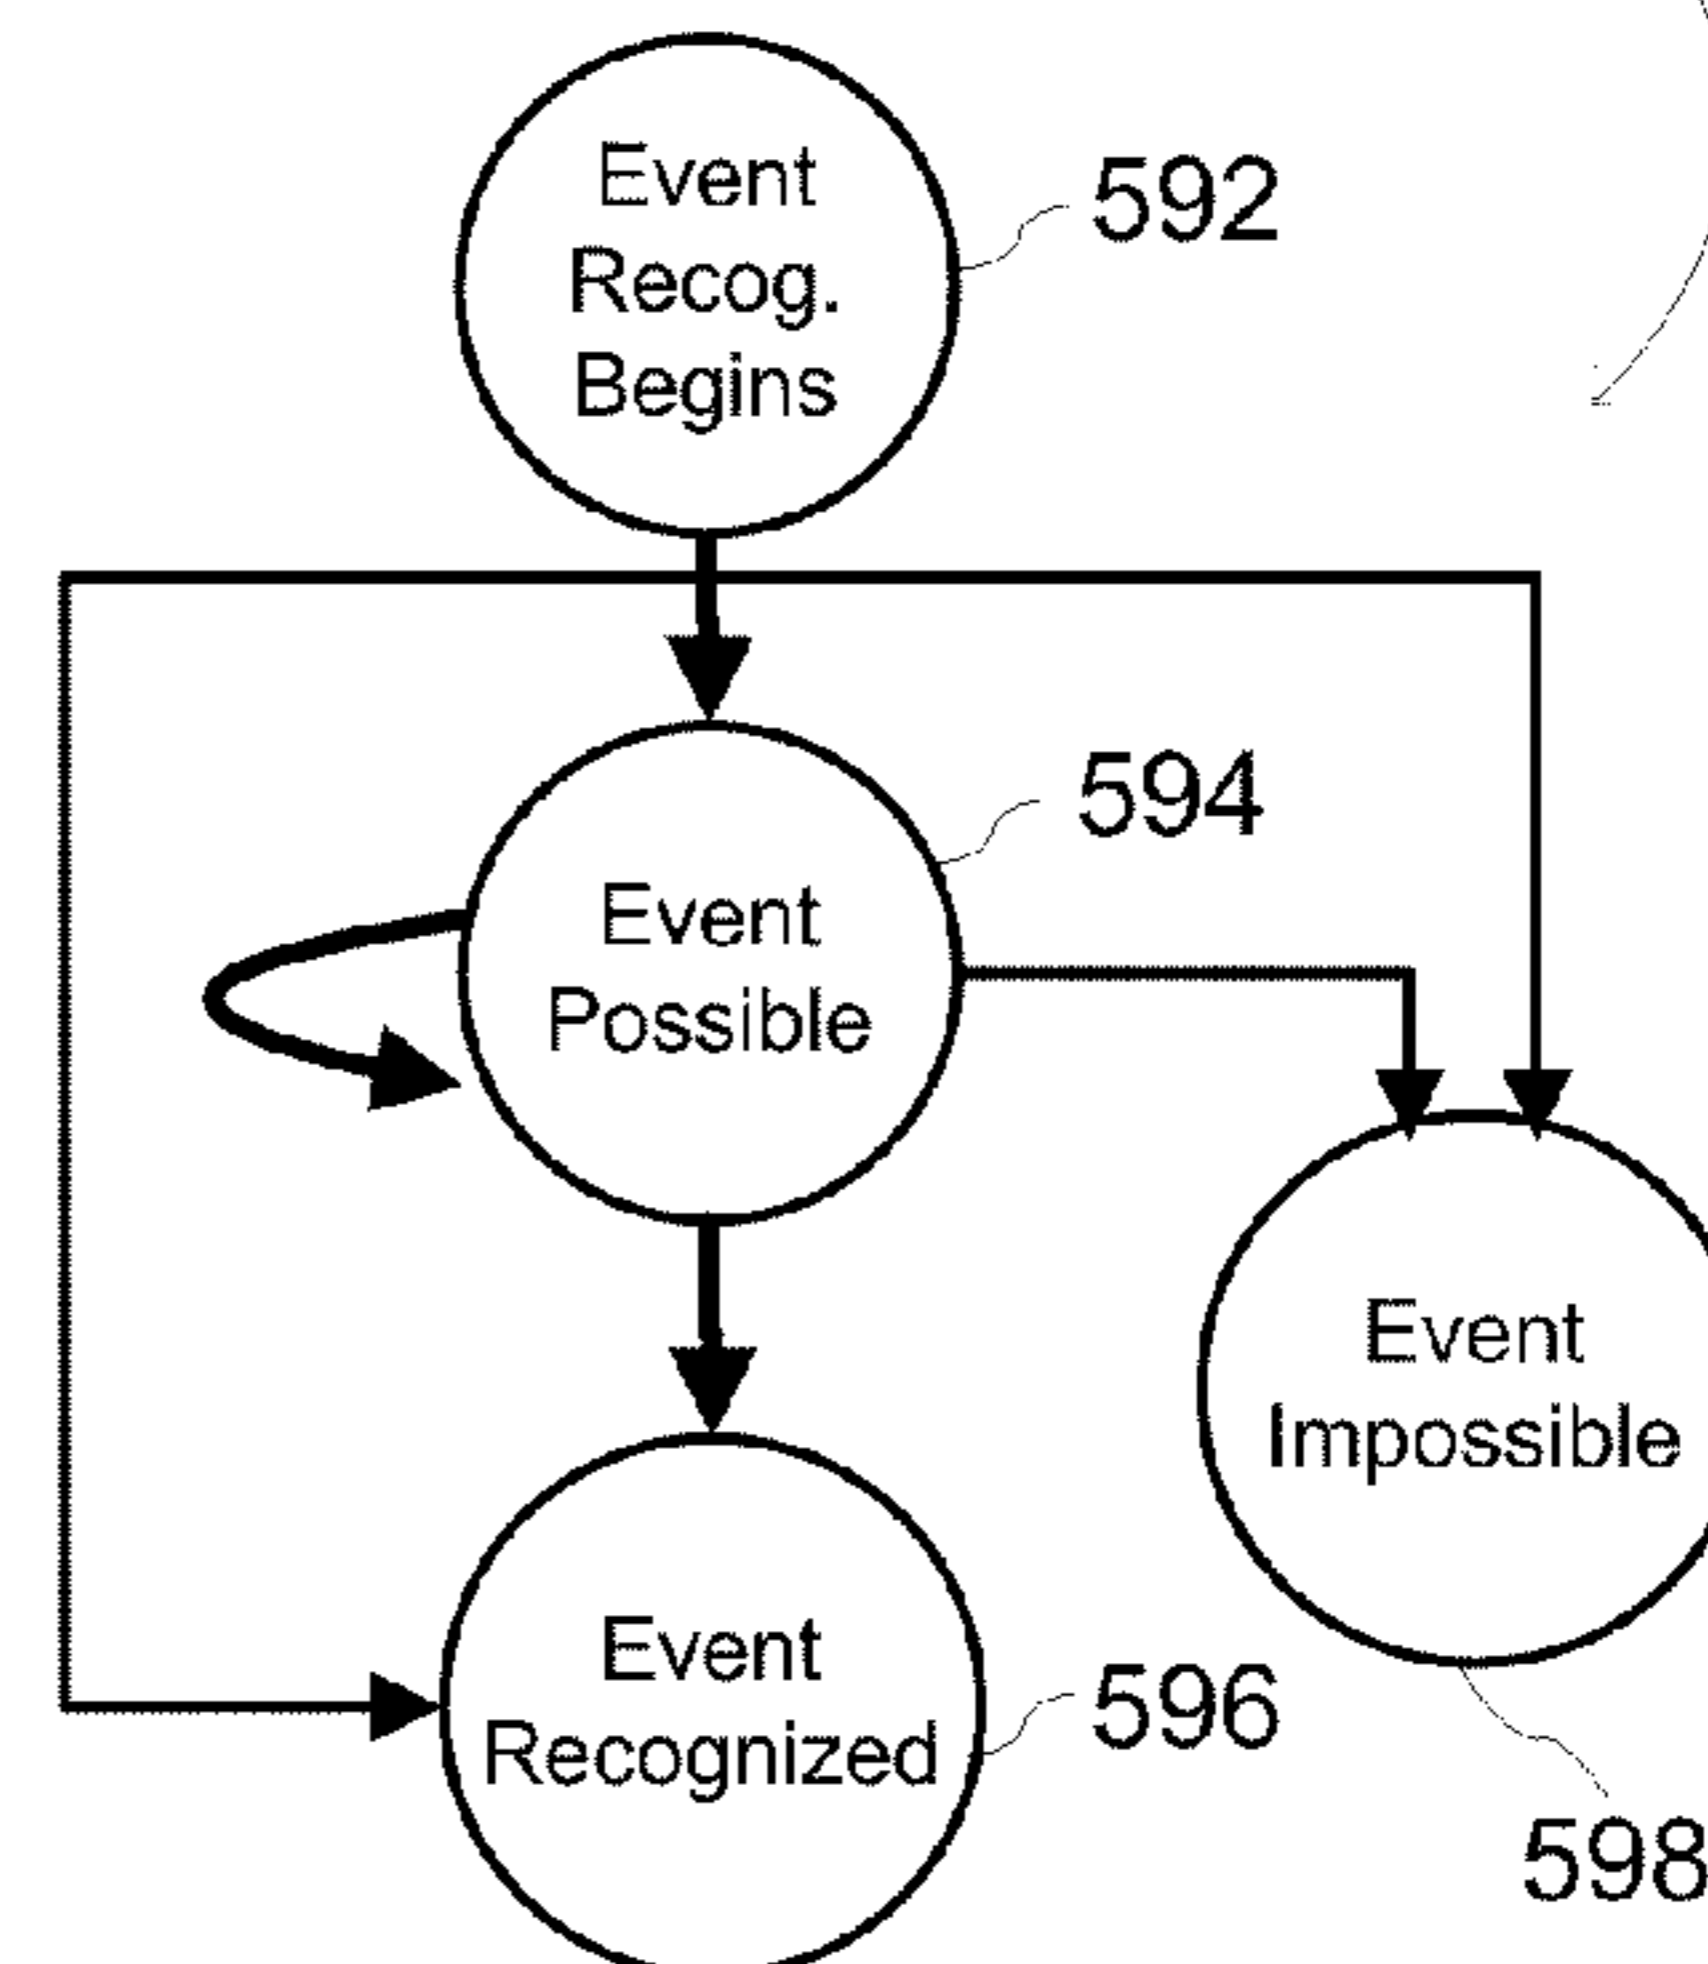 Event
Recog.
Begins
592
594
Event
Possible
Event
Impossible
Event
Recognized
596
598